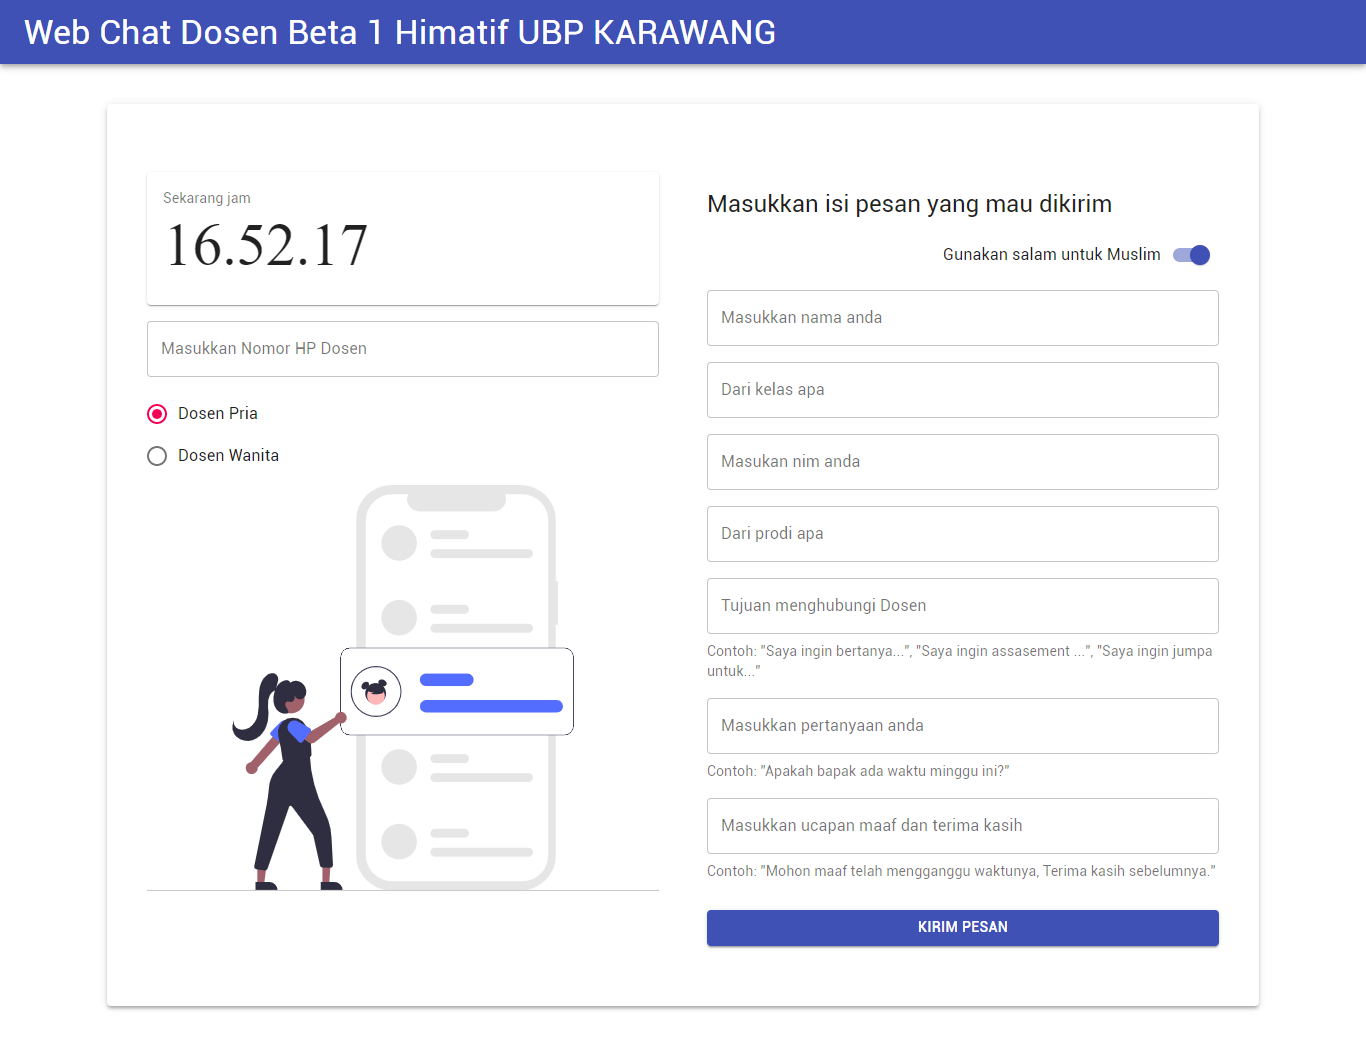 Web Chat Dosen Beta 1 Himatif UBP KARAWANG
Sekarang jam
16.52.17
Masukkan Nomor HP Dosen
Dosen Pria
Dosen Wanita
Masukkan isi pesan yang mau dikirim
Gunakan salam untuk Muslim
Masukkan nama anda
Dari kelas apa
Masukan nim anda
Dari prodi apa
Tujuan menghubungi Dosen
Contoh: "Saya ingin bertanya...", "Saya ingin assasement ...", "Saya ingin jumpa
untuk..."
Masukkan pertanyaan anda
Contoh: "Apakah bapak ada waktu minggu ini?"
Masukkan ucapan maaf dan terima kasih
Contoh: "Mohon maaf telah mengganggu waktunya, Terima kasih sebelumnya."
KIRIM PESAN